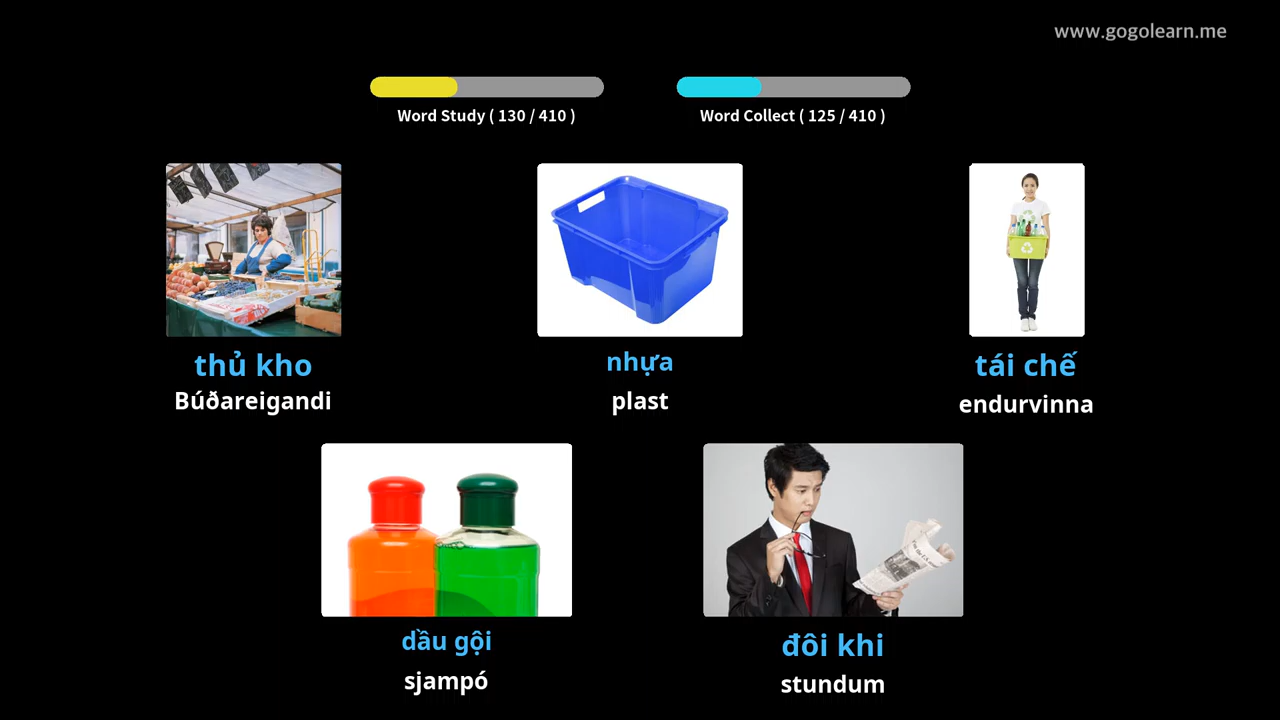 www.gogolearn.me
Word Study ( 130 / 410 )
Word Collect ( 125 / 410 )
thủ kho
Búðareigandi
nhựa
plast
tái chế
endurvinna
dầu gội
sjampó
đôi khi
stundum